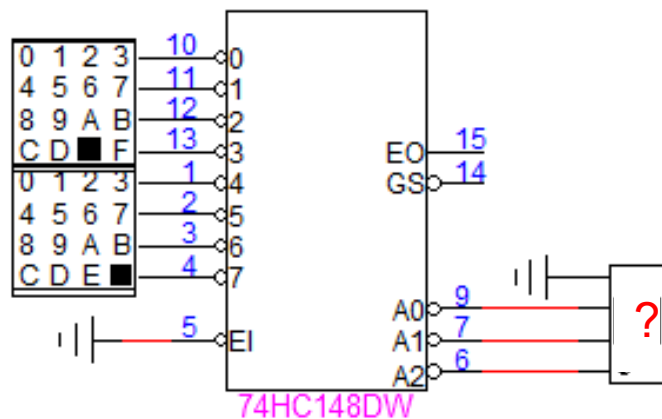 0 1 2 3 10 0
4 5 6 7 11 1
8 9 A B 12 2
C D F 13 3 EO 15
0 1 2 3 1 4 GS 14
4 5 6 7 2 5
8 9 A B 3 6
C D E 4 7
A0 9 ?
5 EI A1 7
A2 6
74HC148DW